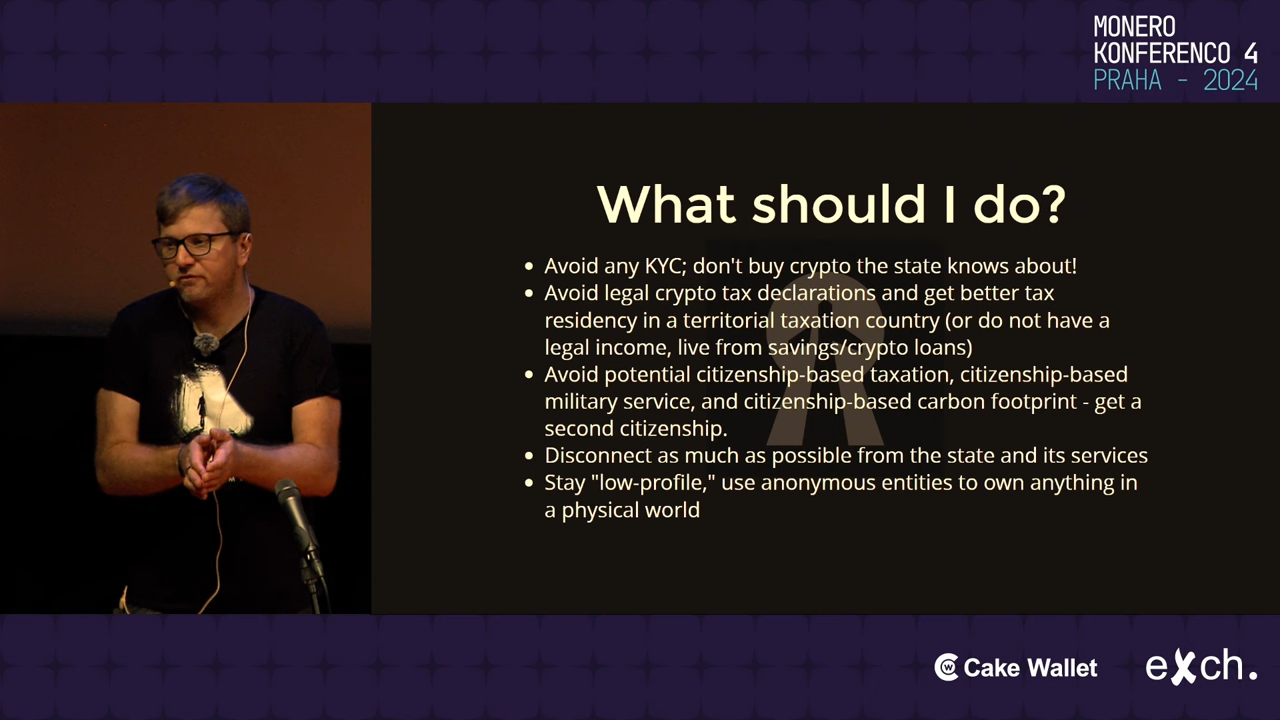 MONERO
KONFERENCO 4
PRAHA - 2024
What should I do?
• Avoid any KYC; don't buy crypto the state knows about!
• Avoid legal crypto tax declarations and get better tax
residency in a territorial taxation country (or do not have a
legal income, live from savings/crypto loans)
• Avoid potential citizenship-based taxation, citizenship-based
military service, and citizenship-based carbon footprint - get a
second citizenship.
• Disconnect as much as possible from the state and its services
• Stay "low-profile," use anonymous entities to own anything in
a physical world
Cake Wallet
eXch.